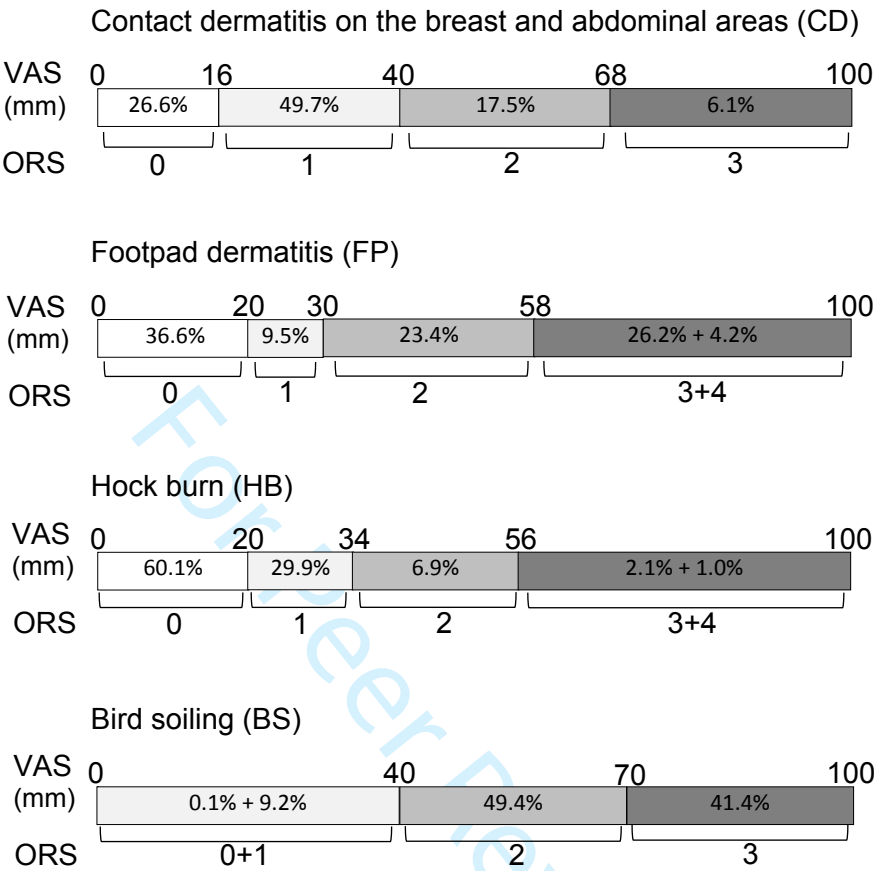 Contact dermatitis on the breast and abdominal areas (CD)
VAS 0 16 40 68 100
(mm) 26.6% 49.7% 17.5% 6.1%
ORS 0 1 2 3
Footpad dermatitis (FP)
VAS 0 20 30 58 100
(mm) 36.6% 9.5% 23.4% 26.2% + 4.2%
ORS 0 1 2 3+4
Hock burn (HB)
VAS 0 20 34 56 100
(mm) 60.1% 29.9% 6.9% 2.1% + 1.0%
ORS 0 1 2 3+4
Bird soiling (BS)
VAS 0 40 70 100
(mm) 0.1% + 9.2% 49.4% 41.4%
ORS 0+1 2 3
For Peer Rev